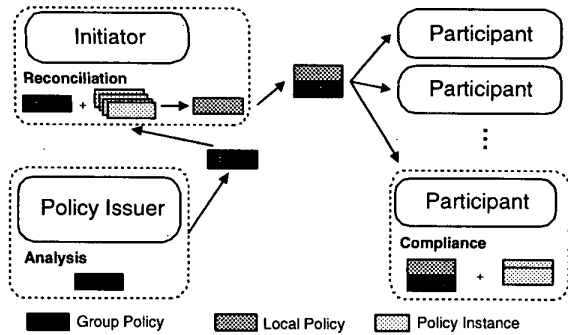 Initiator
Reconciliation
+
Participant
Participant
⋮
Policy Issuer
Analysis
Participant
Compliance
+
Group Policy
Local Policy
Policy Instance